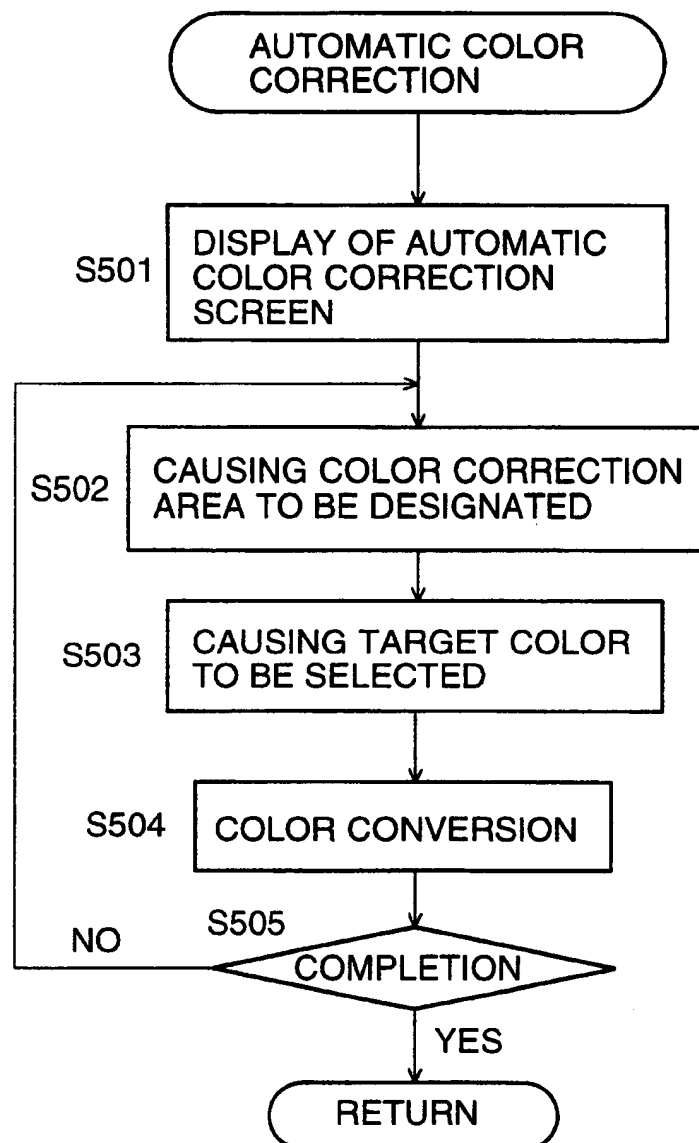 AUTOMATIC COLOR
CORRECTION
S501
DISPLAY OF AUTOMATIC
COLOR CORRECTION
SCREEN
S502
CAUSING COLOR CORRECTION
AREA TO BE DESIGNATED
S503
CAUSING TARGET COLOR
TO BE SELECTED
S504
COLOR CONVERSION
S505
NO
COMPLETION
YES
RETURN